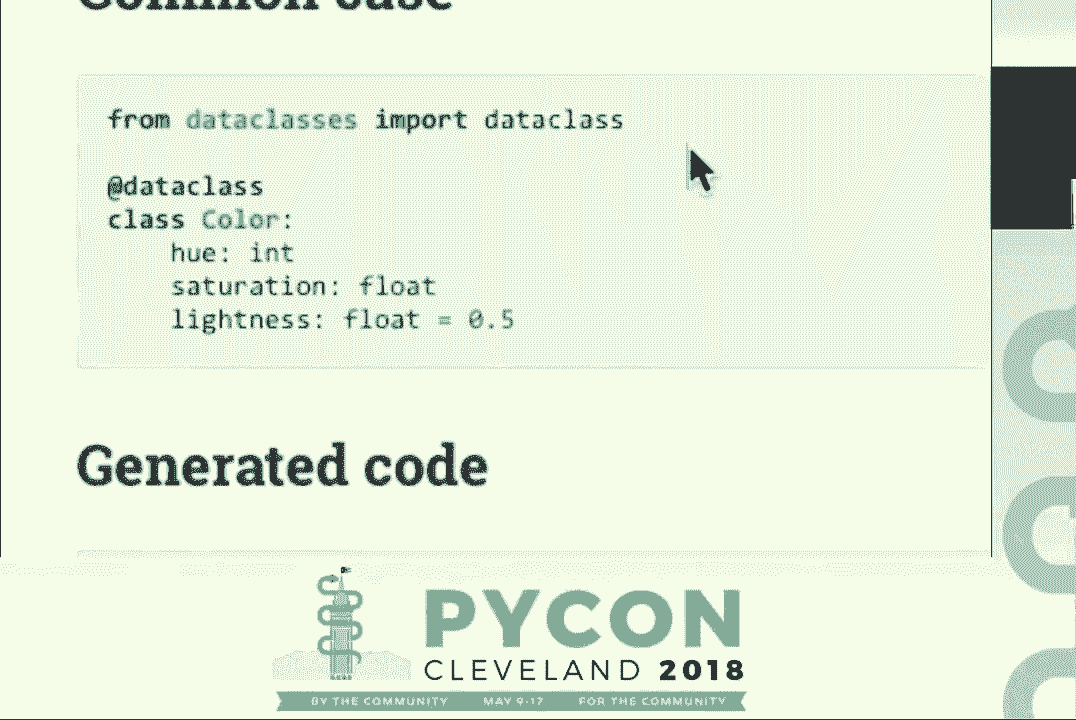 Common case
from dataclasses import dataclass
@dataclass
class Color:
    hue: int
    saturation: float
    lightness: float = 0.5
Generated code
PYCON
CLEVELAND 2018
BY THE COMMUNITY MAY 9-17 FOR THE COMMUNITY